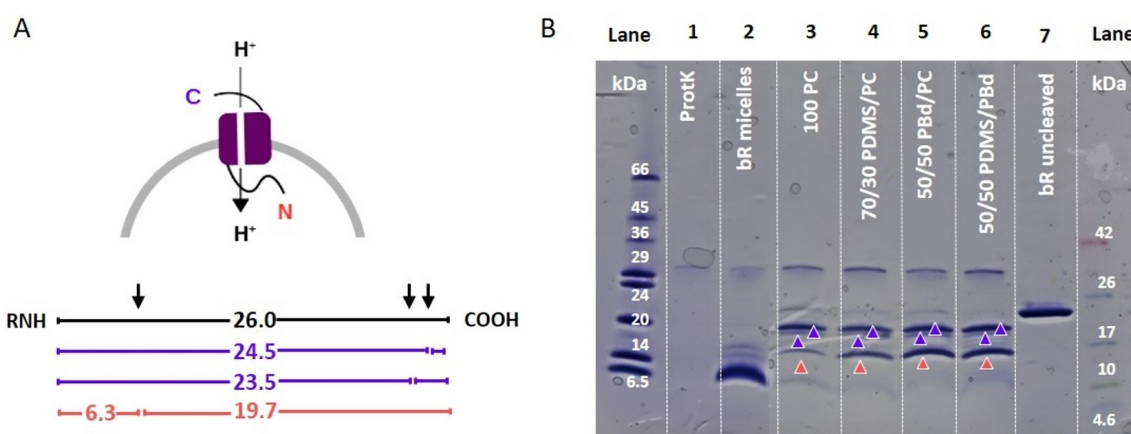 A
H+
C
N
H+
RNH
26.0
COOH
24.5
23.5
6.3
19.7
B
Lane 1 2 3 4 5 6 7 Lane
kDa
ProtK
bR micelles
100 PC
70/30 PDMS/PC
50/50 PBd/PC
50/50 PDMS/PBd
bR uncleaved
kDa
66
45
36
29
24
20
14
6.5
42
26
17
10
4.6